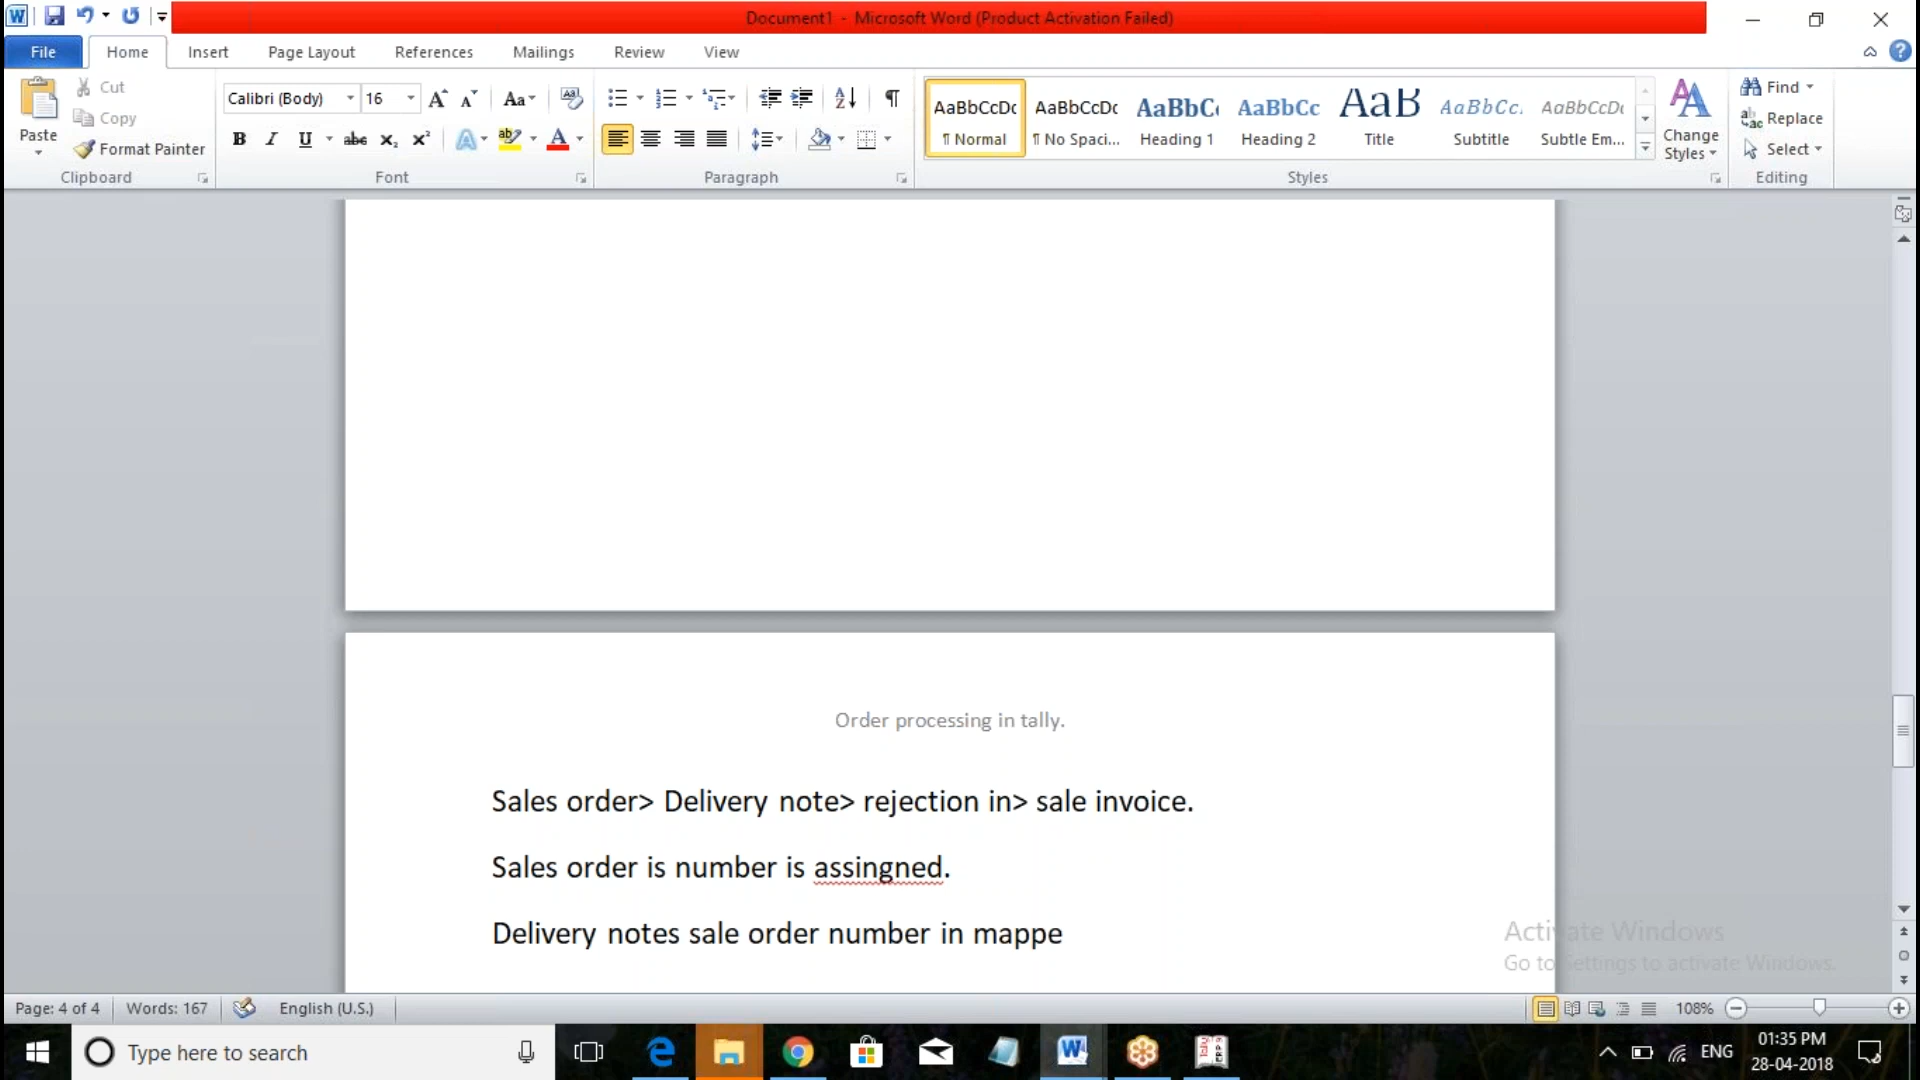 Document1 - Microsoft Word (Product Activation Failed)
File Home Insert Page Layout References Mailings Review View
Cut
Copy
Format Painter
Paste
Clipboard
Calibri (Body) 16
Font
Paragraph
AaBbCcDc AaBbCcDc AaBbC AaBbCc AaB AaBbCc. AaBbCcDc
¶ Normal ¶ No Spaci... Heading 1 Heading 2 Title Subtitle Subtle Em...
Styles
Change Styles
Find
Replace
Select
Editing
Order processing in tally.
Sales order> Delivery note> rejection in> sale invoice.
Sales order is number is assingned.
Delivery notes sale order number in mappe
Activate Windows
Go to Settings to activate Windows.
Page: 4 of 4 Words: 167 English (U.S.) 108%
Type here to search
ENG
01:35 PM
28-04-2018